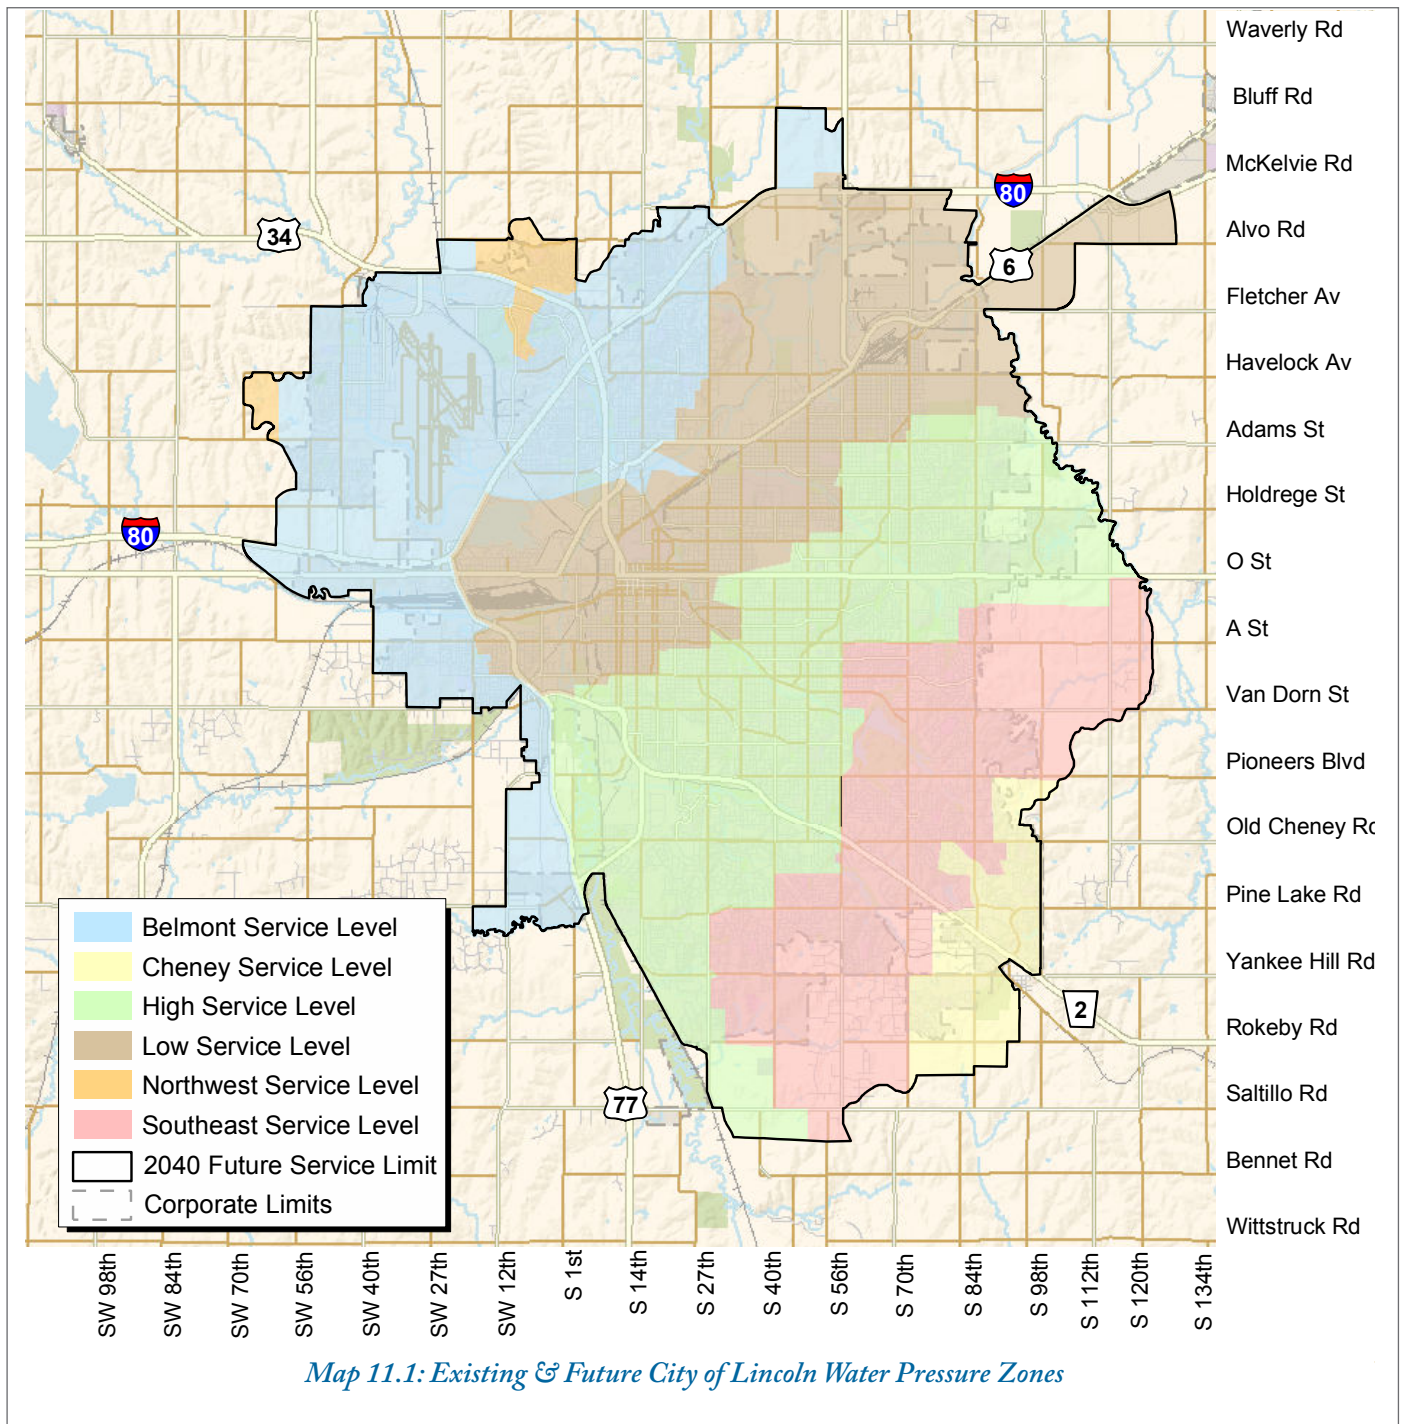 Waverly Rd
Bluff Rd
McKelvie Rd
80
34
Alvo Rd
6
Fletcher Av
Havelock Av
Adams St
Holdrege St
80
O St
A St
Van Dorn St
Pioneers Blvd
Old Cheney Rd
Pine Lake Rd
Belmont Service Level
Cheney Service Level
Yankee Hill Rd
High Service Level
2
Rokeby Rd
Low Service Level
Northwest Service Level
77
Saltillo Rd
Southeast Service Level
2040 Future Service Limit
Bennet Rd
Corporate Limits
Wittstruck Rd
SW 98th
SW 84th
SW 70th
SW 56th
SW 40th
SW 27th
SW 12th
S 1st
S 14th
S 27th
S 40th
S 56th
S 70th
S 84th
S 98th
S 112th
S 120th
S 134th
Map 11.1: Existing & Future City of Lincoln Water Pressure Zones